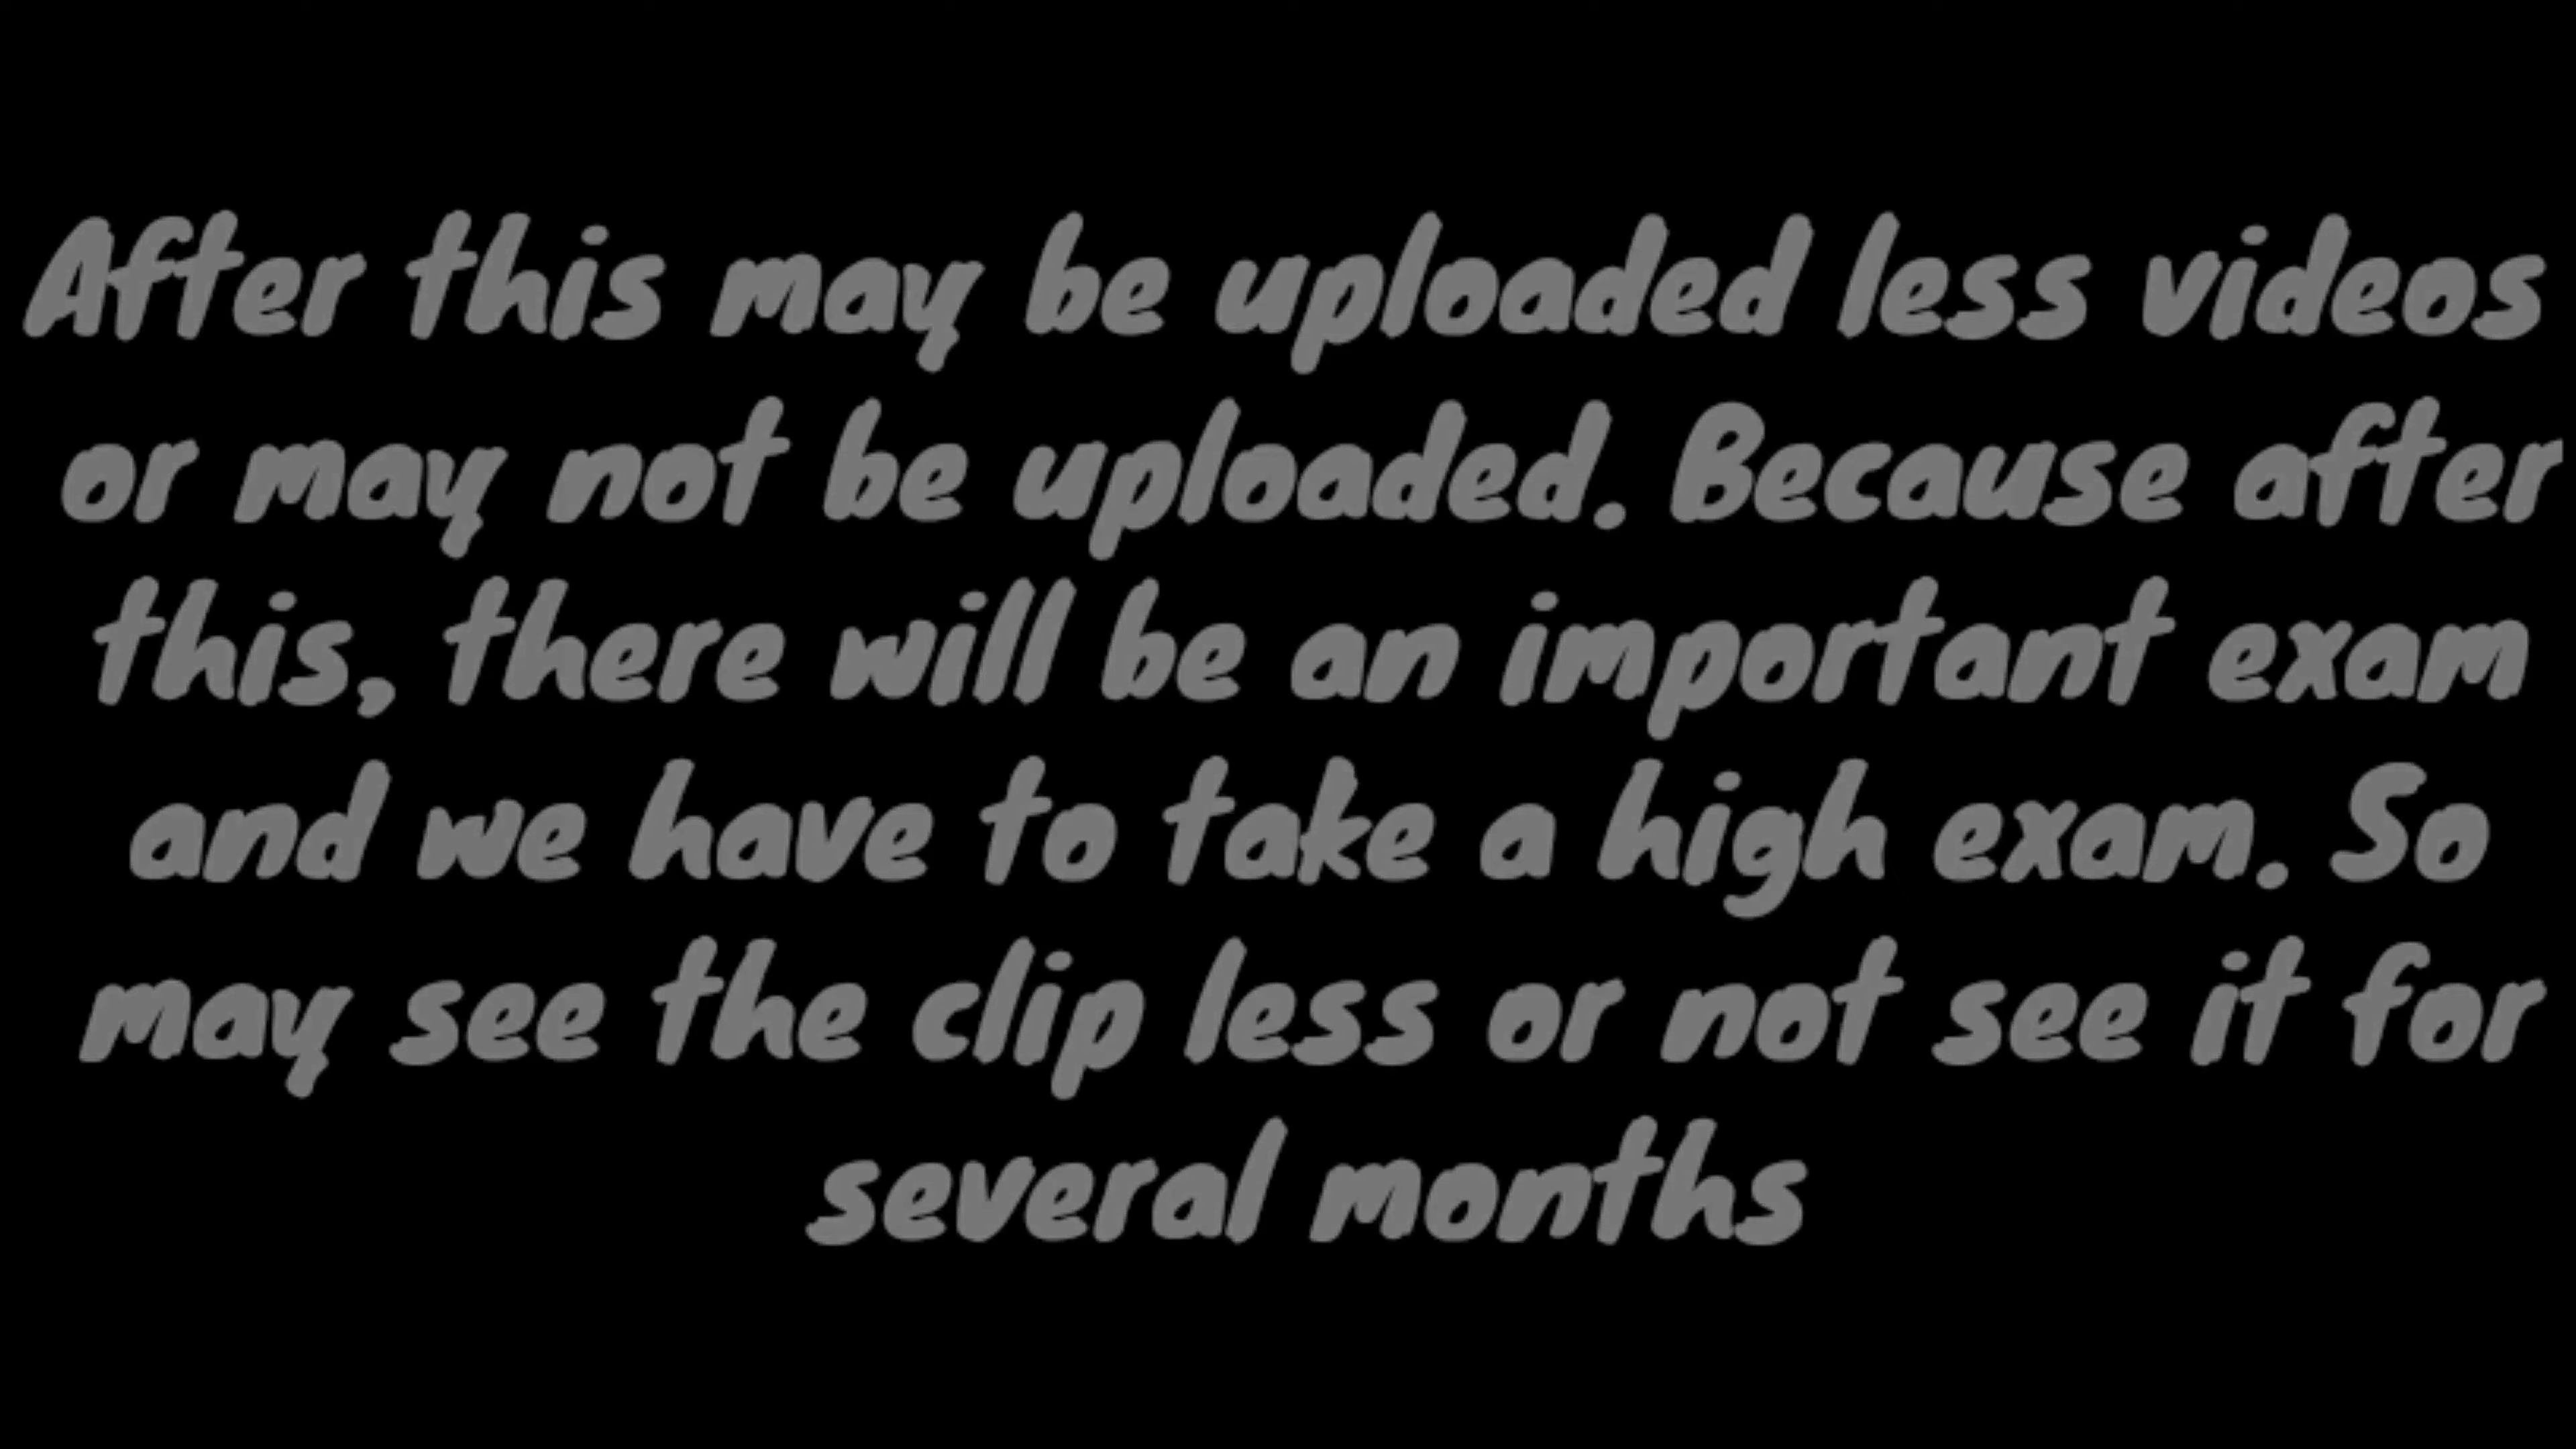 After this may be uploaded less videos
or may not be uploaded. Because after
this, there will be an important exam
and we have to take a high exam. So
may see the clip less or not see it for
several months